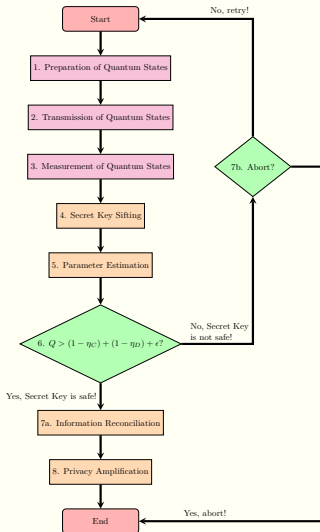 No, retry!
Start
1. Preparation of Quantum States
2. Transmission of Quantum States
3. Measurement of Quantum States
7b. Abort?
4. Secret Key Sifting
5. Parameter Estimation
6. Q > (1 − η_C) + (1 − η_D) + ϵ?
No, Secret Key
is not safe!
Yes, Secret Key is safe!
7a. Information Reconciliation
8. Privacy Amplification
Yes, abort!
End